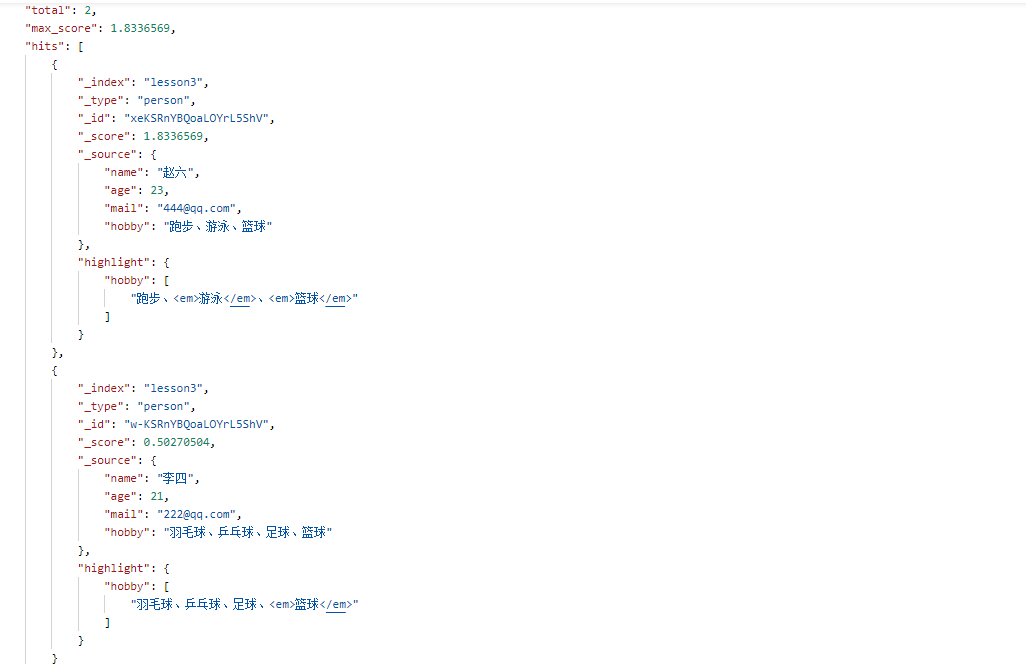 "total": 2,
"max_score": 1.8336569,
"hits": [
{
"_index": "lesson3",
"_type": "person",
"_id": "xeKSRnYBQoaLOYrL5ShV",
"_score": 1.8336569,
"_source": {
"name": "赵六",
"age": 23,
"mail": "444@qq.com",
"hobby": "跑步、游泳、篮球"
},
"highlight": {
"hobby": [
"跑步、<em>游泳</em>、<em>篮球</em>"
]
}
},
{
"_index": "lesson3",
"_type": "person",
"_id": "w-KSRnYBQoaLOYrL5ShV",
"_score": 0.50270504,
"_source": {
"name": "李四",
"age": 21,
"mail": "222@qq.com",
"hobby": "羽毛球、乒乓球、足球、篮球"
},
"highlight": {
"hobby": [
"羽毛球、乒乓球、足球、<em>篮球</em>"
]
}
}